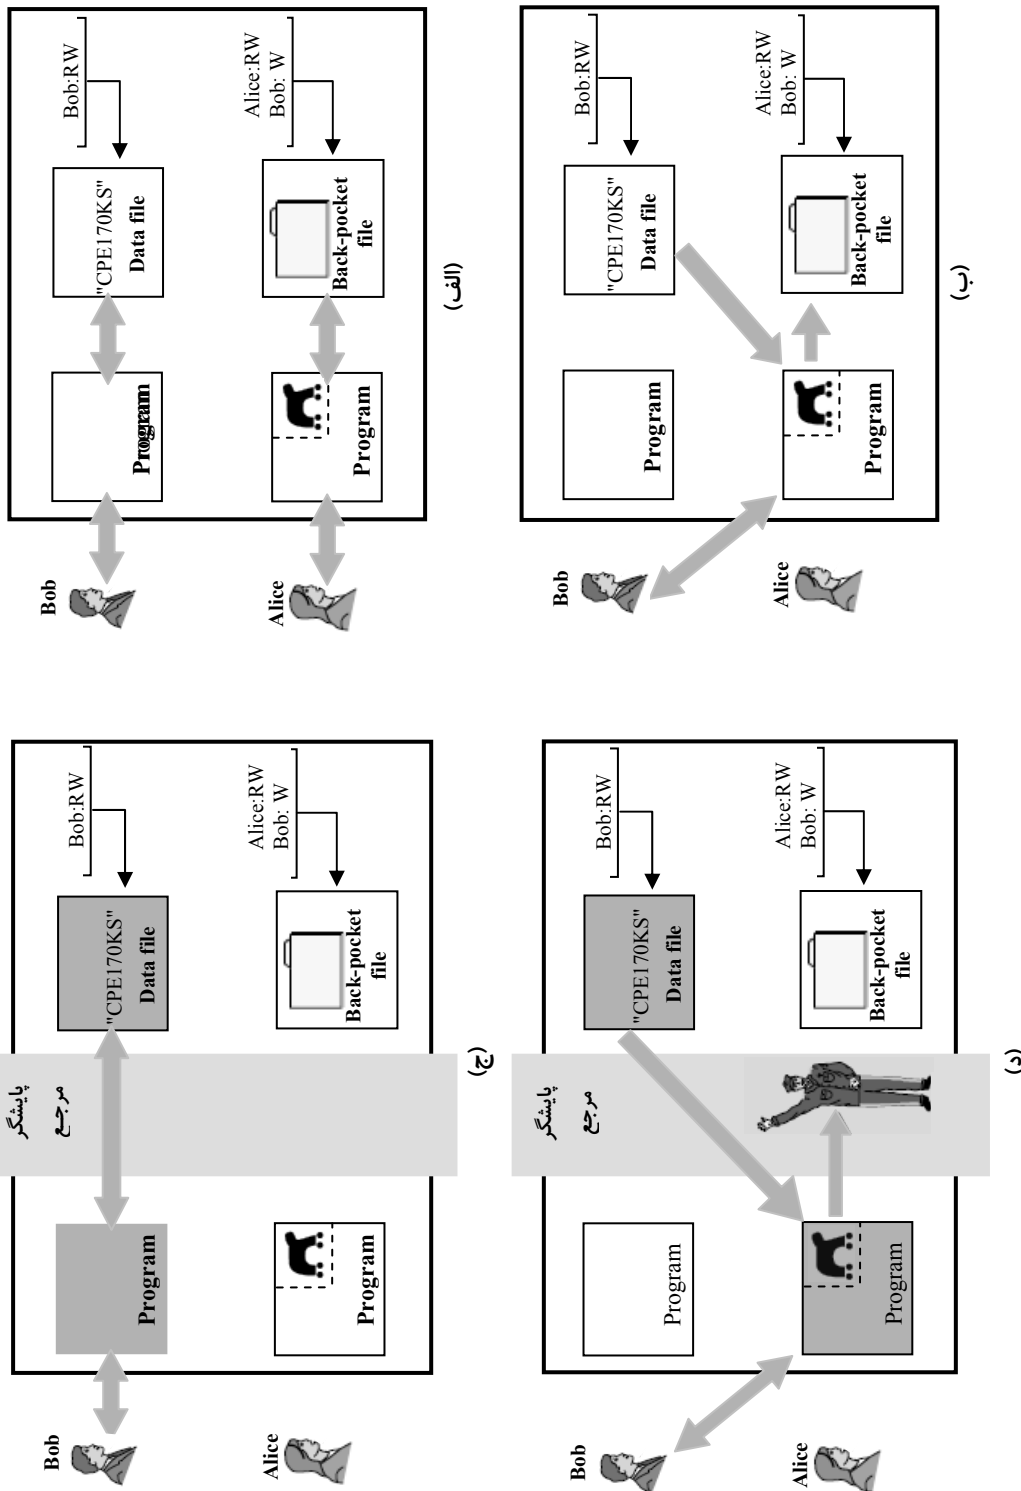 Bob:RW
"CPE170KS"
Data file
Program
Bob
Alice:RW
Bob: W
Back-pocket
file
Program
Alice
(الف)
Bob:RW
"CPE170KS"
Data file
Program
Bob
Alice:RW
Bob: W
Back-pocket
file
Program
Alice
(ب)
Bob:RW
"CPE170KS"
Data file
مرجع
پایشگر
Program
Bob
Alice:RW
Bob: W
Back-pocket
file
Program
Alice
(ج)
Bob:RW
"CPE170KS"
Data file
مرجع
پایشگر
Program
Bob
Alice:RW
Bob: W
Back-pocket
file
Program
Alice
(د)